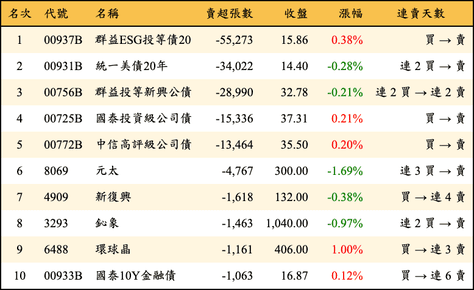 名次 代號 名稱 賣超張數 收盤 漲幅 連賣天數
1 00937B 群益ESG投等債20 -55,273 15.86 0.38% 買 → 賣
2 00931B 統一美債20年 -34,022 14.40 -0.28% 連 2 買 → 賣
3 00756B 群益投等新興公債 -28,990 32.78 -0.21% 連 2 買 → 連 2 賣
4 00725B 國泰投資級公司債 -15,336 37.31 0.21% 買 → 賣
5 00772B 中信高評級公司債 -13,464 35.50 0.20% 買 → 賣
6 8069 元太 -4,767 300.00 -1.69% 連 3 買 → 賣
7 4909 新復興 -1,618 132.00 -0.38% 買 → 連 4 賣
8 3293 鈊象 -1,463 1,040.00 -0.97% 連 2 買 → 賣
9 6488 環球晶 -1,161 406.00 1.00% 買 → 連 3 賣
10 00933B 國泰10Y金融債 -1,063 16.87 0.12% 買 → 連 6 賣